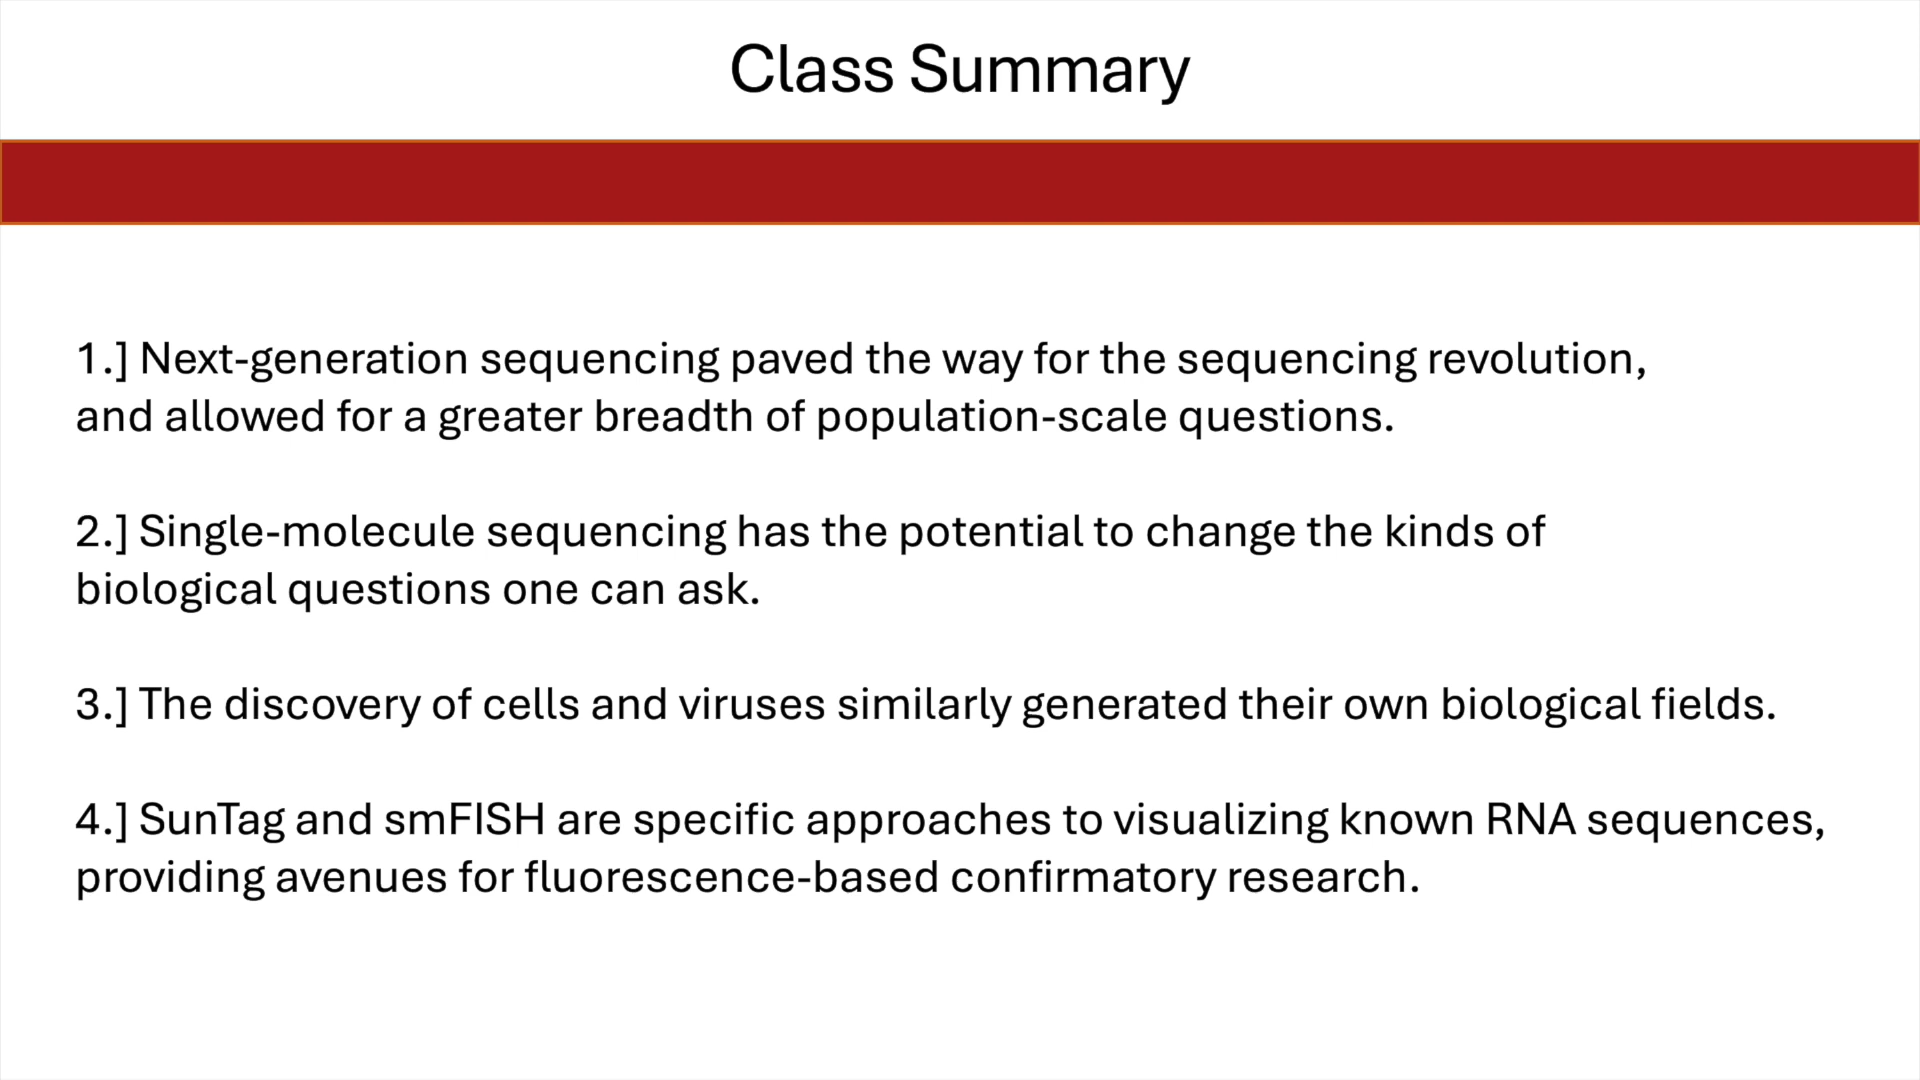 Class Summary
1.] Next-generation sequencing paved the way for the sequencing revolution,
and allowed for a greater breadth of population-scale questions.
2.] Single-molecule sequencing has the potential to change the kinds of
biological questions one can ask.
3.] The discovery of cells and viruses similarly generated their own biological fields.
4.] SunTag and smFISH are specific approaches to visualizing known RNA sequences,
providing avenues for fluorescence-based confirmatory research.